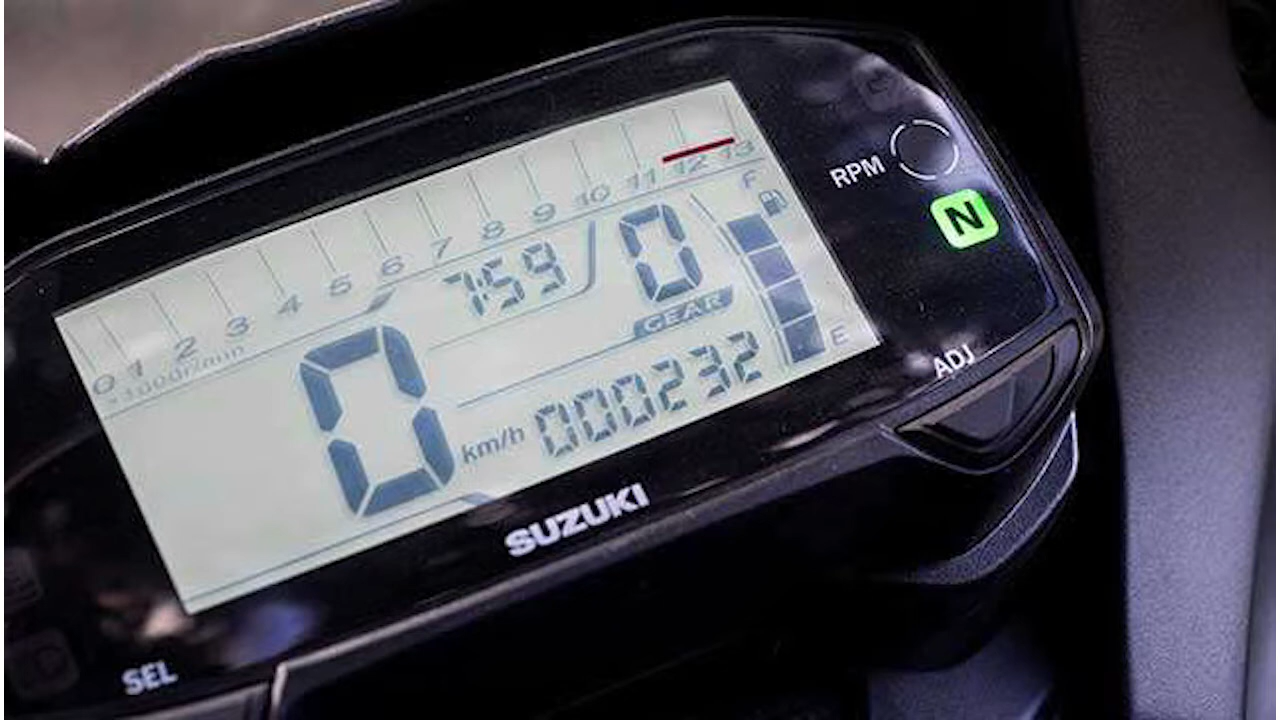 RPM
N
0 1 2 3 4 5 6 7 8 9 10 11 12 13
×1000r/min
7:59
0
GEAR
F
E
0
km/h
000232
ADJ
SUZUKI
SEL